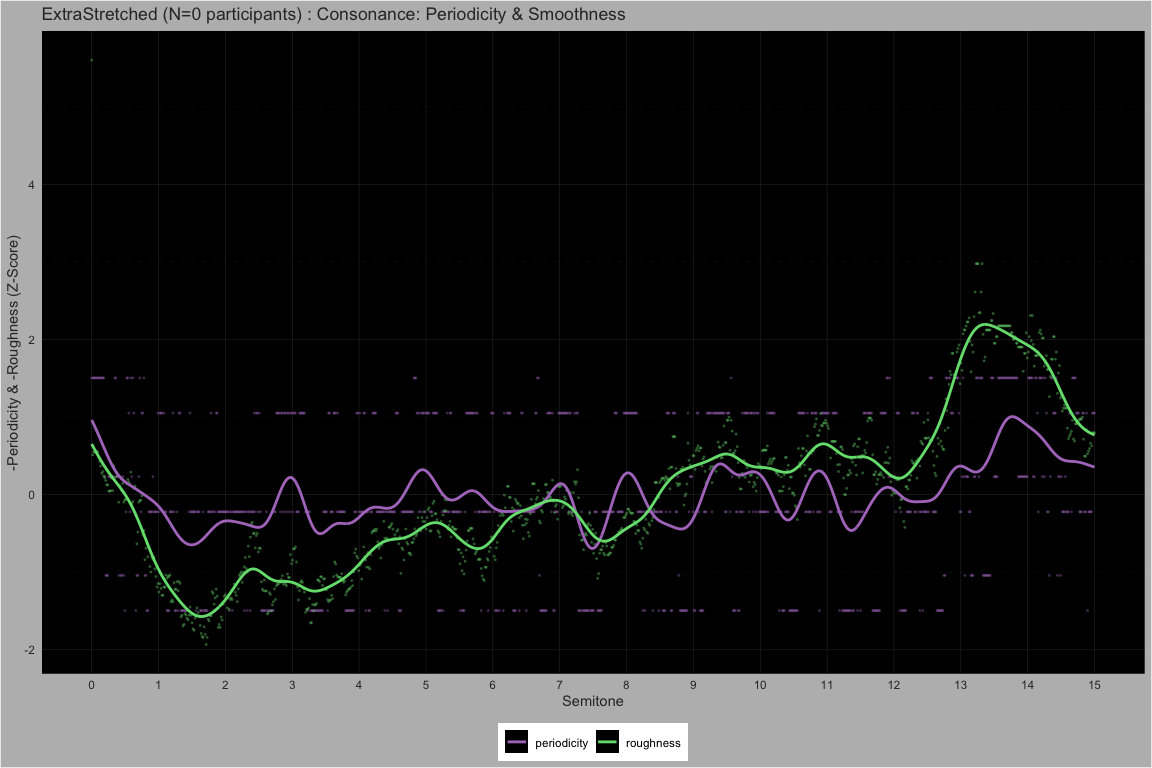 ExtraStretched (N=0 participants) : Consonance: Periodicity & Smoothness
-Periodicity & -Roughness (Z-Score)
4
2
0
-2
0 1 2 3 4 5 6 7 8 9 10 11 12 13 14 15
Semitone
periodicity roughness